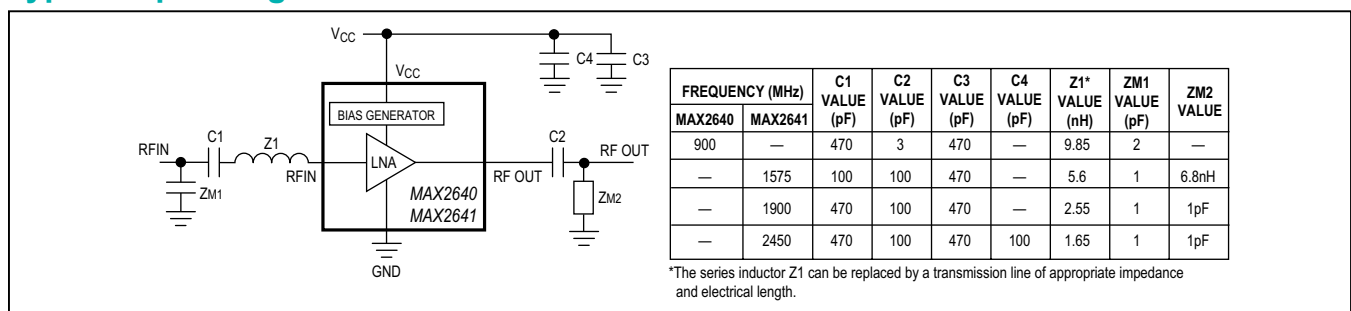 VCC
C4
C3
VCC
BIAS GENERATOR
C1
Z1
C2
RFIN
RF OUT
LNA
RFIN
RF OUT
ZM1
MAX2640
MAX2641
ZM2
GND
FREQUENCY (MHz) C1 VALUE (pF) C2 VALUE (pF) C3 VALUE (pF) C4 VALUE (pF) Z1* VALUE (nH) ZM1 VALUE (pF) ZM2 VALUE
MAX2640 MAX2641
900 — 470 3 470 — 9.85 2 —
— 1575 100 100 470 — 5.6 1 6.8nH
— 1900 470 100 470 — 2.55 1 1pF
— 2450 470 100 470 100 1.65 1 1pF
*The series inductor Z1 can be replaced by a transmission line of appropriate impedance
and electrical length.